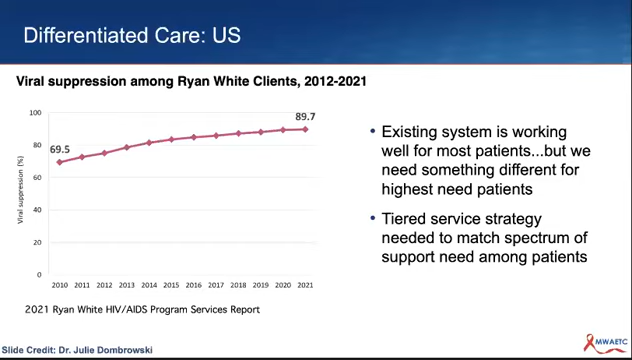 Differentiated Care: US
Viral suppression among Ryan White Clients, 2012-2021
100
80
60
40
20
0
Viral suppression (%)
69.5
89.7
2010 2011 2012 2013 2014 2015 2016 2017 2018 2019 2020 2021
2021 Ryan White HIV/AIDS Program Services Report
• Existing system is working
well for most patients...but we
need something different for
highest need patients
• Tiered service strategy
needed to match spectrum of
support need among patients
Slide Credit: Dr. Julie Dombrowski
MWAETC